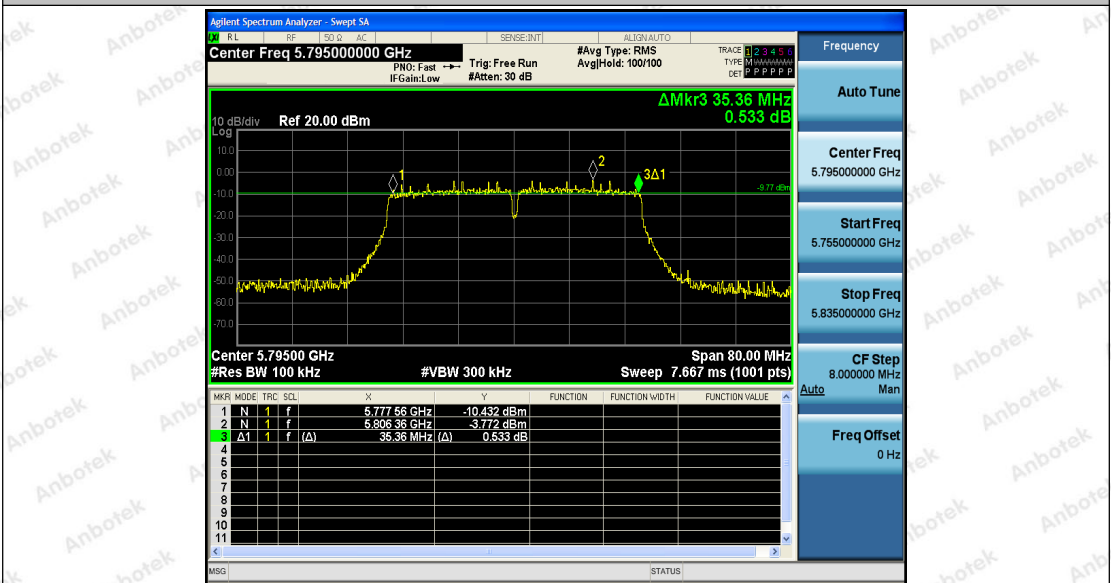 Agilent Spectrum Analyzer - Swept SA
RL RF 50 Ω AC SENSE:INT ALIGNAUTO
Center Freq 5.795000000 GHz
PNO: Fast
IFGain:Low
Trig: Free Run
#Atten: 30 dB
#Avg Type: RMS
Avg|Hold: 100/100
TRACE 1 2 3 4 5 6
TYPE M
DET P P P P P P
ΔMkr3 35.36 MHz
0.533 dB
10 dB/div Ref 20.00 dBm
Log
10.0
0.00
-10.0
-20.0
-30.0
-40.0
-50.0
-60.0
-70.0
1
2
3Δ1
-9.77 dBm
Center 5.79500 GHz Span 80.00 MHz
#Res BW 100 kHz #VBW 300 kHz Sweep 7.667 ms (1001 pts)
MKR MODE TRC SCL X Y FUNCTION FUNCTION WIDTH FUNCTION VALUE
1 N 1 f 5.777 56 GHz -10.432 dBm
2 N 1 f 5.806 36 GHz -3.772 dBm
3 Δ1 1 f (Δ) 35.36 MHz (Δ) 0.533 dB
4
5
6
7
8
9
10
11
MSG STATUS
Frequency
Auto Tune
Center Freq
5.795000000 GHz
Start Freq
5.755000000 GHz
Stop Freq
5.835000000 GHz
CF Step
8.000000 MHz
Auto Man
Freq Offset
0 Hz
Anbotek